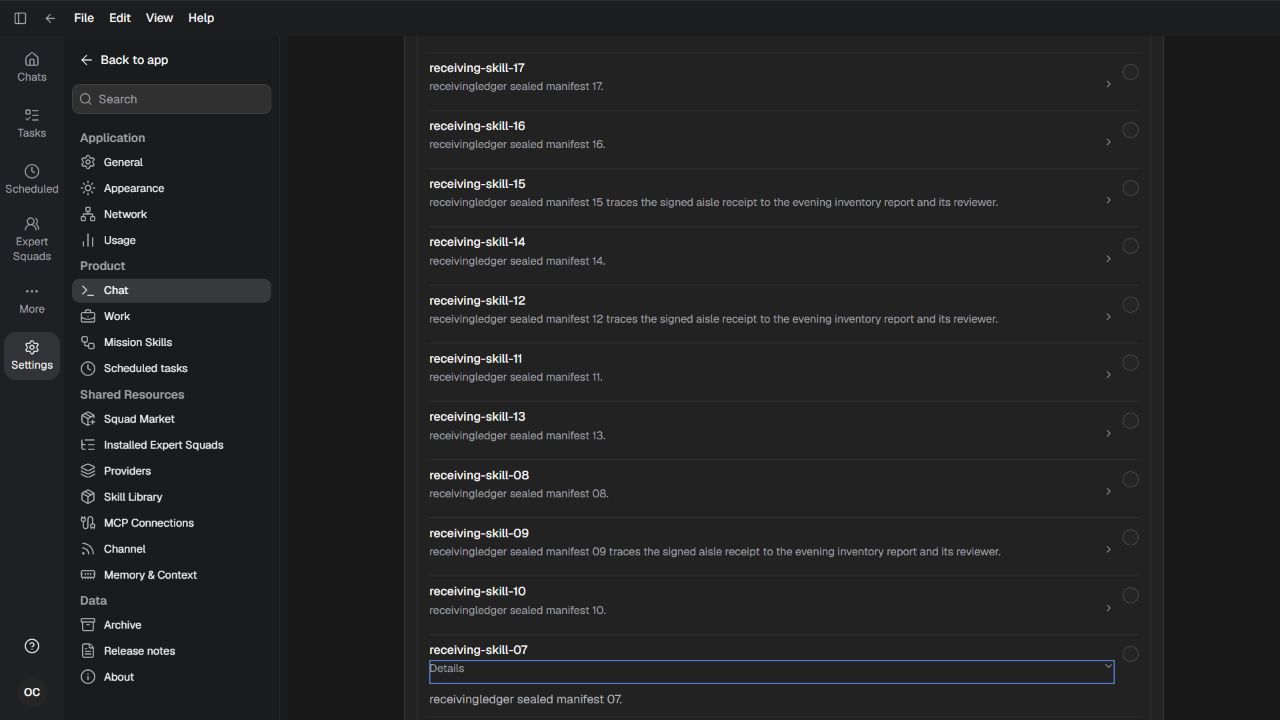 File Edit View Help
Back to app
Search
Chats
Tasks
Scheduled
Expert
Squads
More
Settings
OC
Application
General
Appearance
Network
Usage
Product
Chat
Work
Mission Skills
Scheduled tasks
Shared Resources
Squad Market
Installed Expert Squads
Providers
Skill Library
MCP Connections
Channel
Memory & Context
Data
Archive
Release notes
About
receiving-skill-17
receivingledger sealed manifest 17.
receiving-skill-16
receivingledger sealed manifest 16.
receiving-skill-15
receivingledger sealed manifest 15 traces the signed aisle receipt to the evening inventory report and its reviewer.
receiving-skill-14
receivingledger sealed manifest 14.
receiving-skill-12
receivingledger sealed manifest 12 traces the signed aisle receipt to the evening inventory report and its reviewer.
receiving-skill-11
receivingledger sealed manifest 11.
receiving-skill-13
receivingledger sealed manifest 13.
receiving-skill-08
receivingledger sealed manifest 08.
receiving-skill-09
receivingledger sealed manifest 09 traces the signed aisle receipt to the evening inventory report and its reviewer.
receiving-skill-10
receivingledger sealed manifest 10.
receiving-skill-07
Details
receivingledger sealed manifest 07.